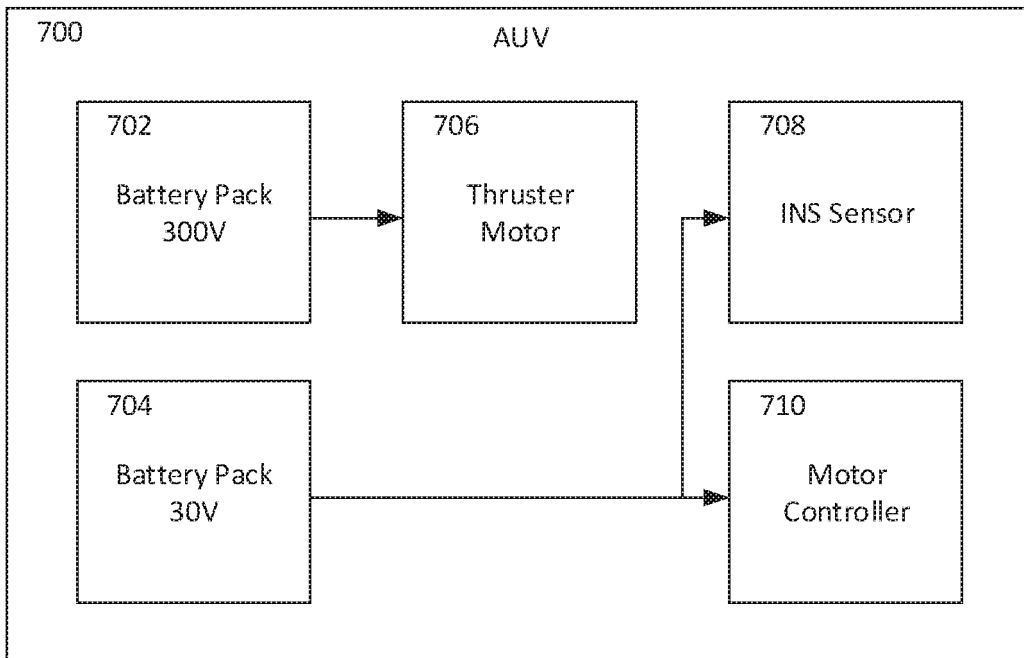 700
AUV
702
Battery Pack
300V
706
Thruster
Motor
708
INS Sensor
704
Battery Pack
30V
710
Motor
Controller